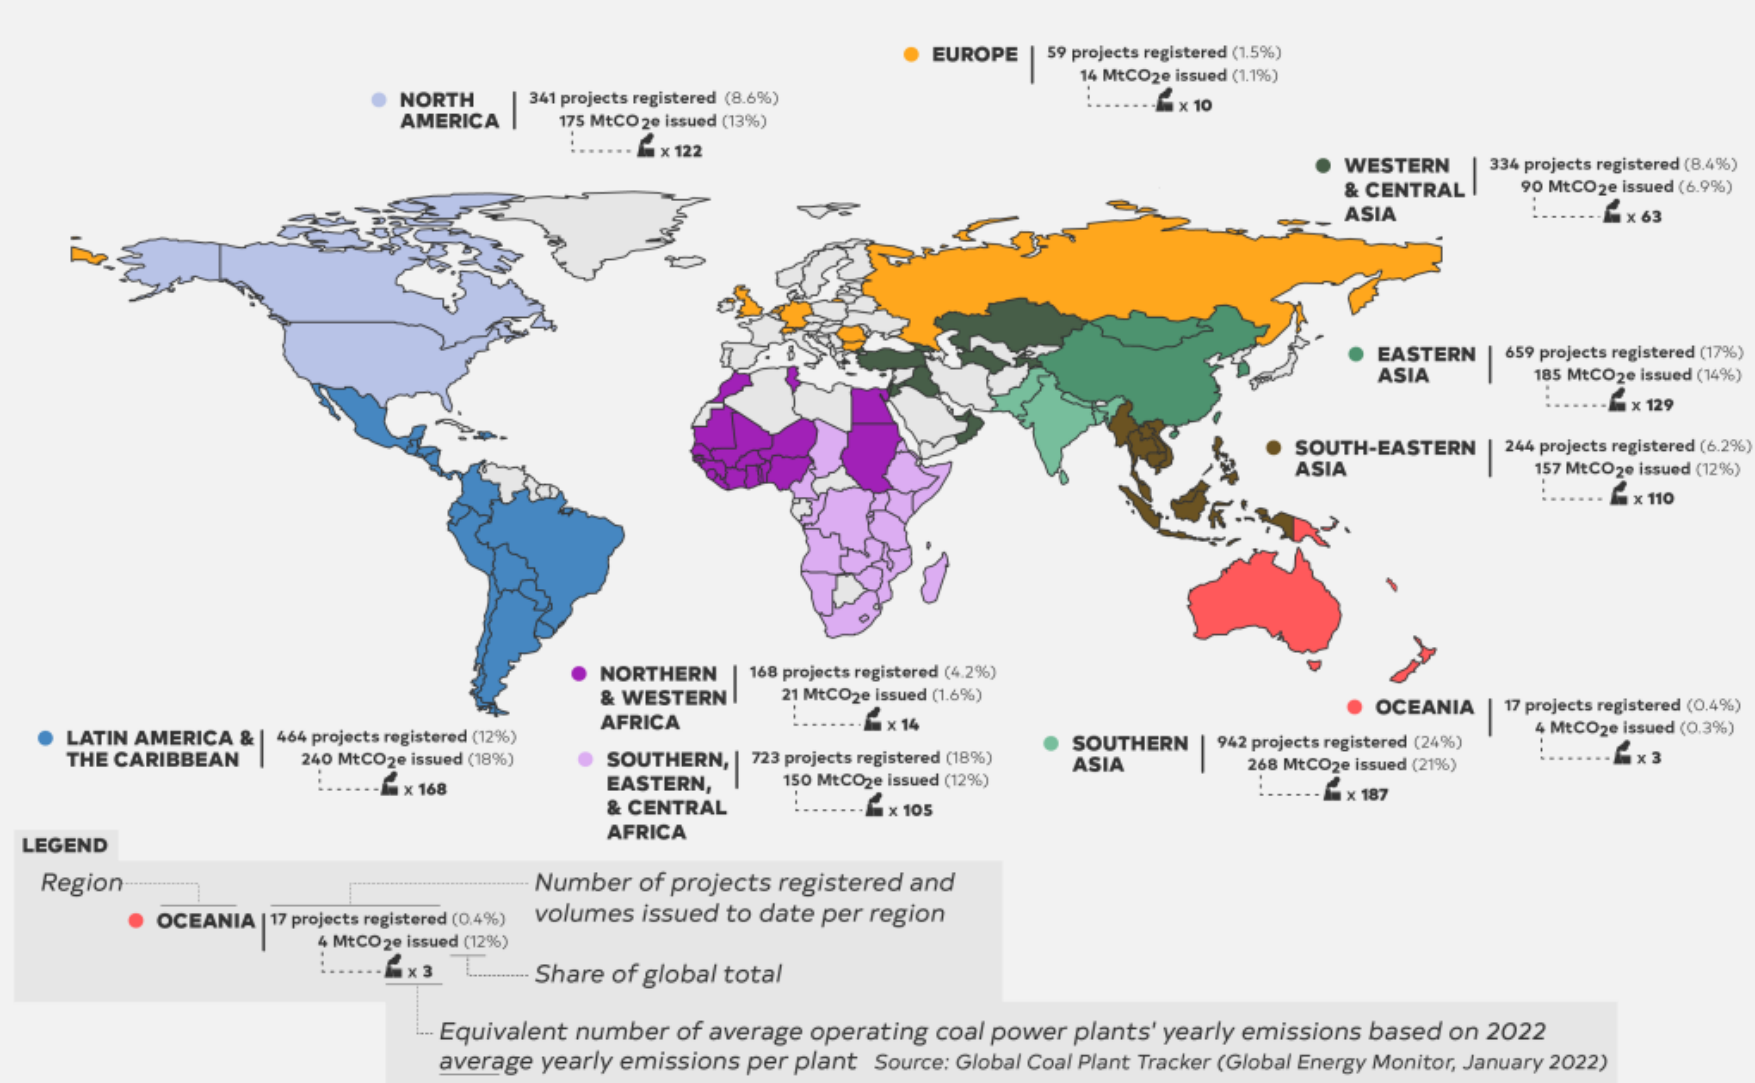 EUROPE
59 projects registered (1.5%)
14 MtCO2e issued (1.1%)
x 10
NORTH
AMERICA
341 projects registered (8.6%)
175 MtCO2e issued (13%)
x 122
WESTERN
& CENTRAL
ASIA
334 projects registered (8.4%)
90 MtCO2e issued (6.9%)
x 63
EASTERN
ASIA
659 projects registered (17%)
185 MtCO2e issued (14%)
x 129
SOUTH-EASTERN
ASIA
244 projects registered (6.2%)
157 MtCO2e issued (12%)
x 110
NORTHERN
& WESTERN
AFRICA
168 projects registered (4.2%)
21 MtCO2e issued (1.6%)
x 14
OCEANIA
17 projects registered (0.4%)
4 MtCO2e issued (0.3%)
x 3
LATIN AMERICA &
THE CARIBBEAN
464 projects registered (12%)
240 MtCO2e issued (18%)
x 168
SOUTHERN,
EASTERN,
& CENTRAL
AFRICA
723 projects registered (18%)
150 MtCO2e issued (12%)
x 105
SOUTHERN
ASIA
942 projects registered (24%)
268 MtCO2e issued (21%)
x 187
LEGEND
Region
OCEANIA
17 projects registered (0.4%)
4 MtCO2e issued (12%)
x 3
Number of projects registered and
volumes issued to date per region
Share of global total
Equivalent number of average operating coal power plants' yearly emissions based on 2022
average yearly emissions per plant Source: Global Coal Plant Tracker (Global Energy Monitor, January 2022)